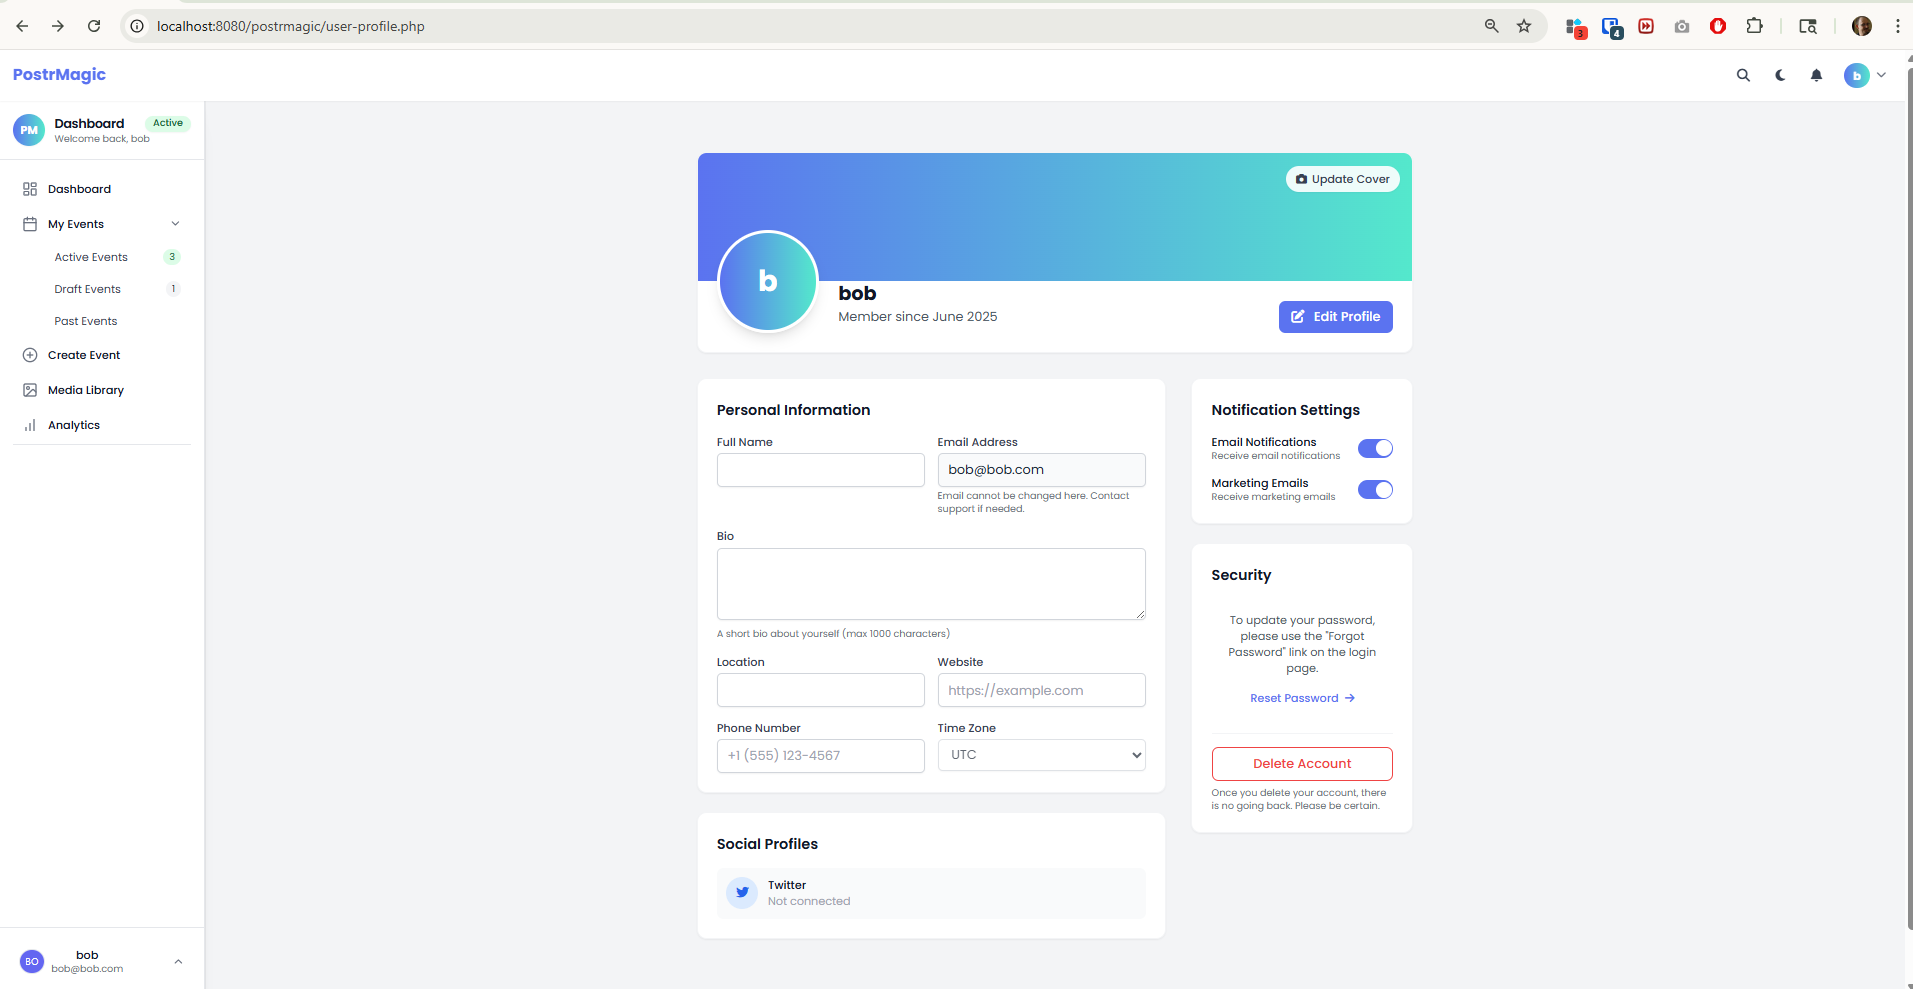 localhost:8080/postrmagic/user-profile.php
3
4
PostrMagic
b
PM
Dashboard
Active
Welcome back, bob
Dashboard
My Events
Active Events
3
Draft Events
1
Past Events
Create Event
Media Library
Analytics
BO
bob
bob@bob.com
Update Cover
b
bob
Member since June 2025
Edit Profile
Personal Information
Full Name
Email Address
bob@bob.com
Email cannot be changed here. Contact
support if needed.
Bio
A short bio about yourself (max 1000 characters)
Location
Website
https://example.com
Phone Number
Time Zone
+1 (555) 123-4567
UTC
Social Profiles
Twitter
Not connected
Notification Settings
Email Notifications
Receive email notifications
Marketing Emails
Receive marketing emails
Security
To update your password,
please use the "Forgot
Password" link on the login
page.
Reset Password →
Delete Account
Once you delete your account, there
is no going back. Please be certain.